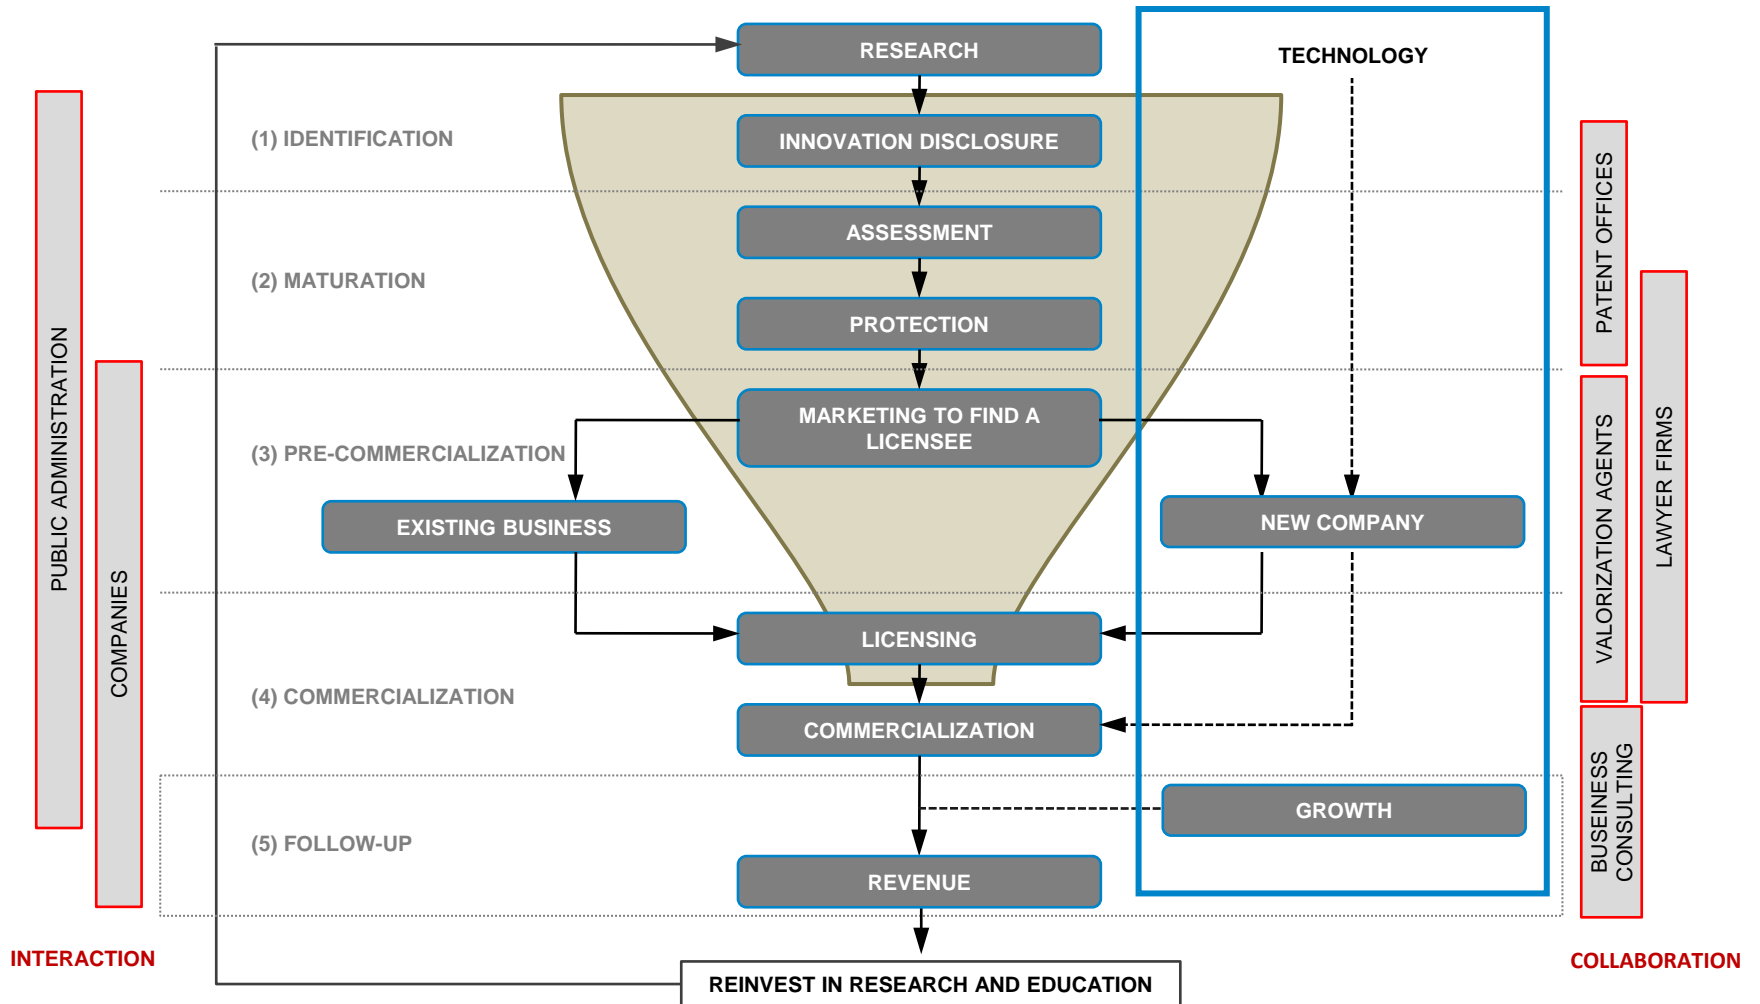 RESEARCH
TECHNOLOGY
(1) IDENTIFICATION
INNOVATION DISCLOSURE
ASSESSMENT
(2) MATURATION
PROTECTION
MARKETING TO FIND A
LICENSEE
(3) PRE-COMMERCIALIZATION
EXISTING BUSINESS
NEW COMPANY
LICENSING
(4) COMMERCIALIZATION
COMMERCIALIZATION
GROWTH
(5) FOLLOW-UP
REVENUE
REINVEST IN RESEARCH AND EDUCATION
PUBLIC ADMINISTRATION
COMPANIES
INTERACTION
PATENT OFFICES
VALORIZATION AGENTS
LAWYER FIRMS
BUSEINESS
CONSULTING
COLLABORATION